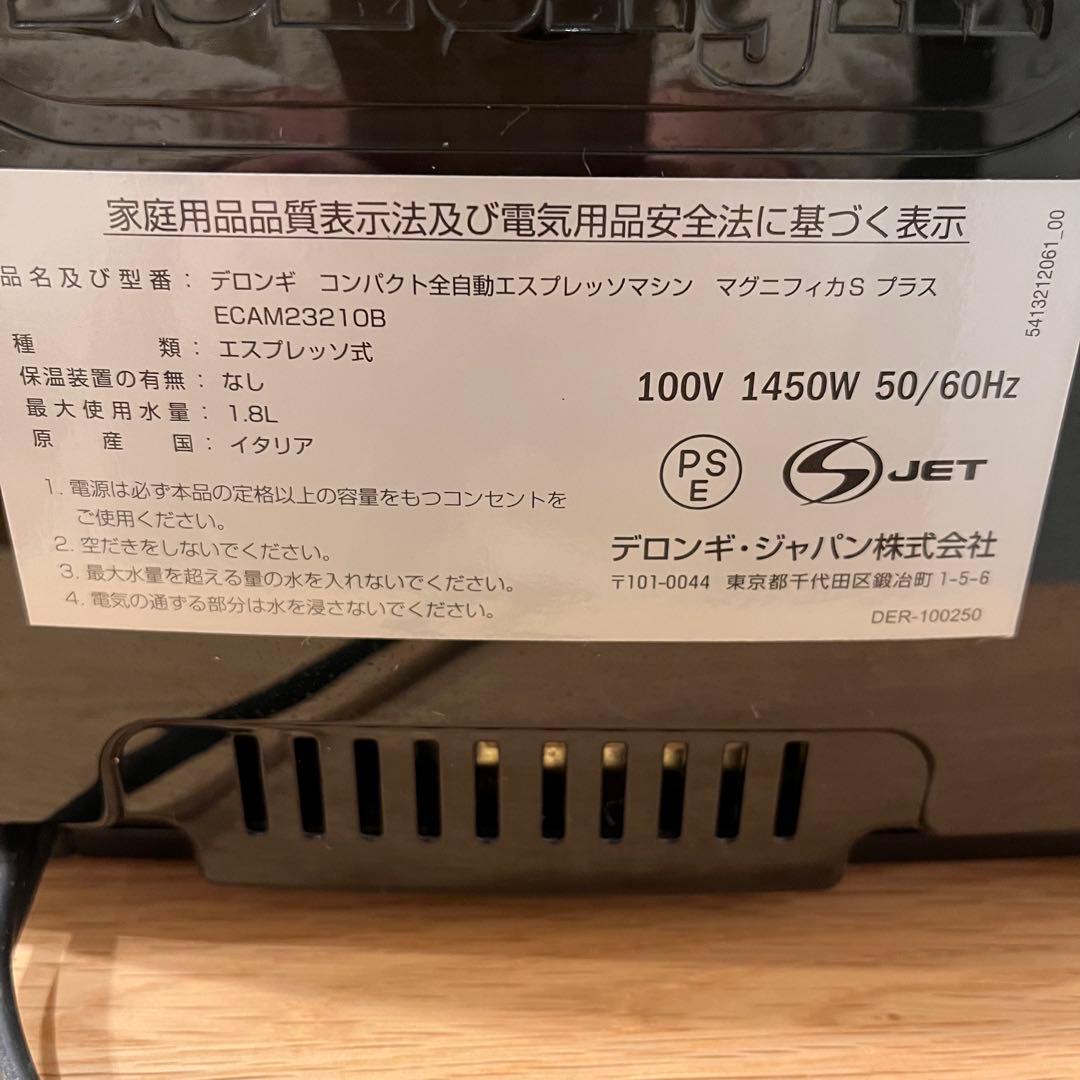 DeLonghi
家庭用品品質表示法及び電気用品安全法に基づく表示
品名及び型番： デロンギ コンパクト全自動エスプレッソマシン マグニフィカS プラス
ECAM23210B
種類： エスプレッソ式
保温装置の有無： なし
最大使用水量： 1.8L
原産国： イタリア
1. 電源は必ず本品の定格以上の容量をもつコンセントを
ご使用ください。
2. 空だきをしないでください。
3. 最大水量を超える量の水を入れないでください。
4. 電気の通ずる部分は水を浸さないでください。
100V 1450W 50/60Hz
PS
E
S JET
デロンギ・ジャパン株式会社
〒101-0044 東京都千代田区鍛冶町 1-5-6
DER-100250
5413212061_00